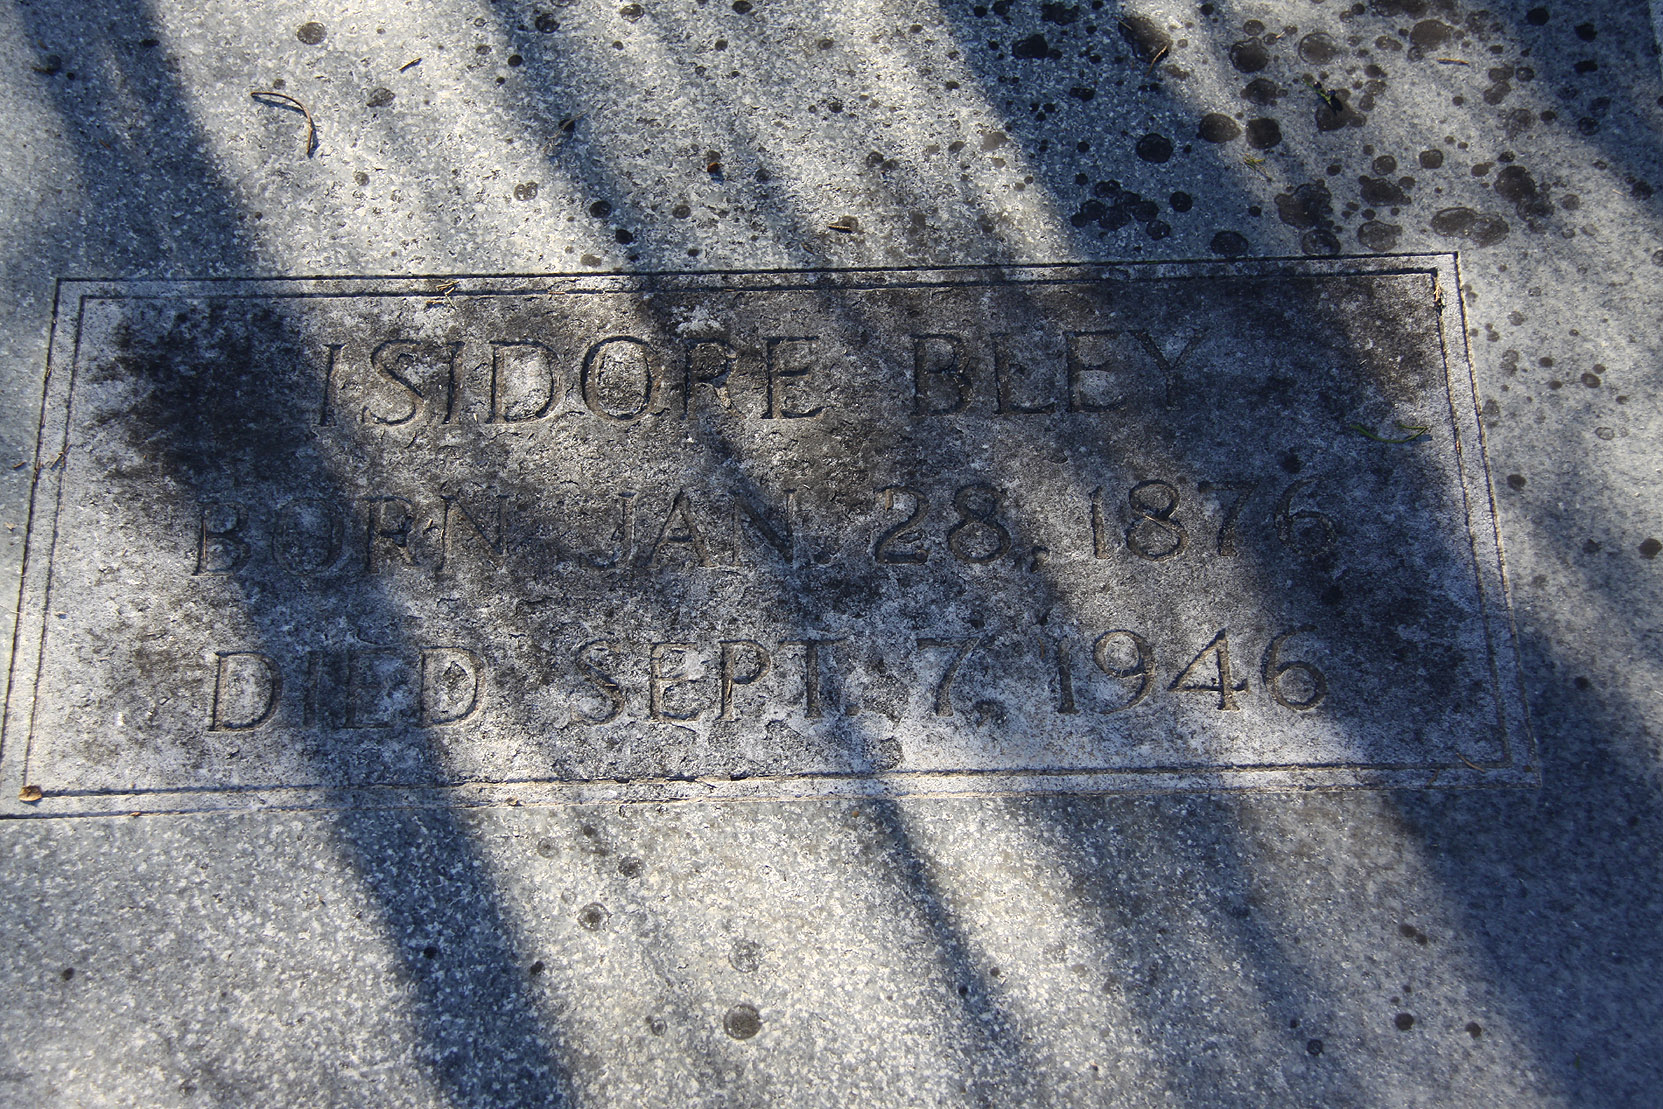 ISIDORE BLEY
BORN JAN. 28, 1876
DIED SEPT. 7, 1946